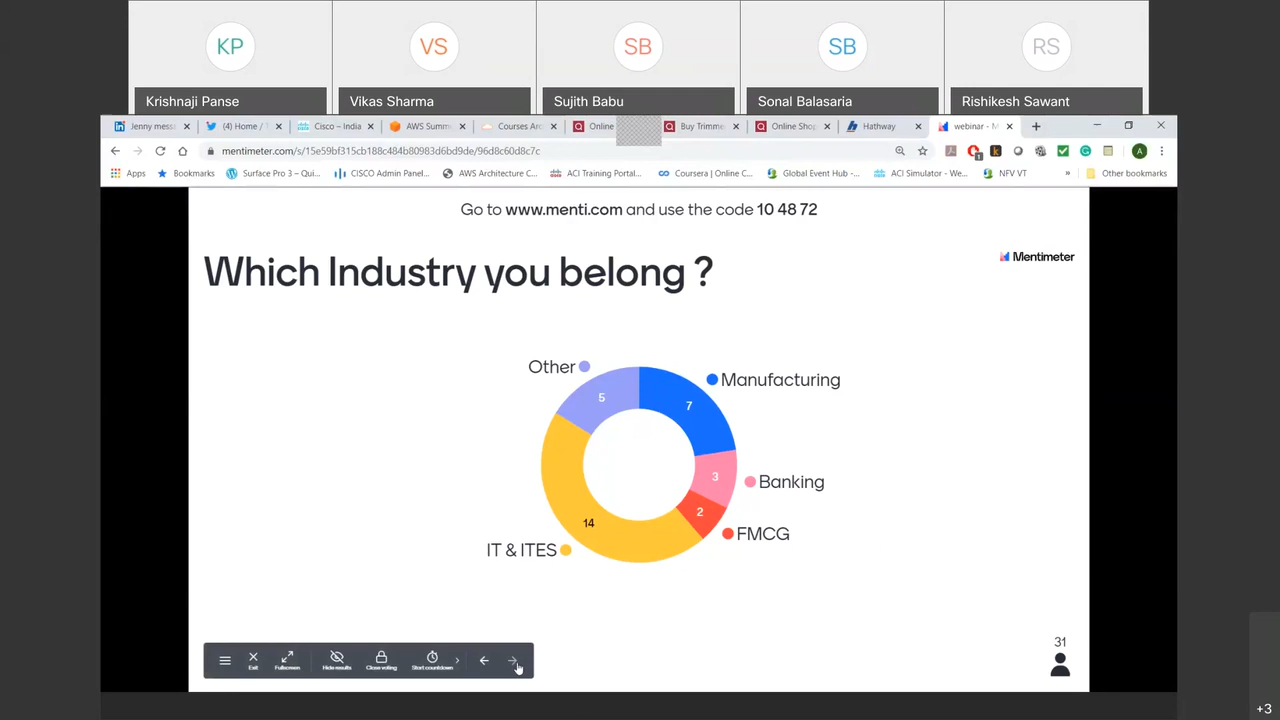 KP
VS
SB
SB
RS
Krishnaji Panse
Vikas Sharma
Sujith Babu
Sonal Balasaria
Rishikesh Sawant
Jenny mess
(4) Home /
Cisco – India
AWS Summ
Courses Arc
Online
Buy Trimme
Online Shop
Hathway
webinar - M
mentimeter.com/s/15e59bf315cb188c484b80983d6bd9de/96d8c60d8c7c
Apps
Bookmarks
Surface Pro 3 – Qui...
CISCO Admin Panel...
AWS Architecture C...
ACI Training Portal...
Coursera | Online C...
Global Event Hub -...
ACI Simulator - We...
NFV VT
»
Other bookmarks
Go to www.menti.com and use the code 10 48 72
Which Industry you belong ?
Mentimeter
Other
5
Manufacturing
7
Banking
3
FMCG
2
IT & ITES
14
Exit
Fullscreen
Hide results
Close voting
Start countdown
31
+3